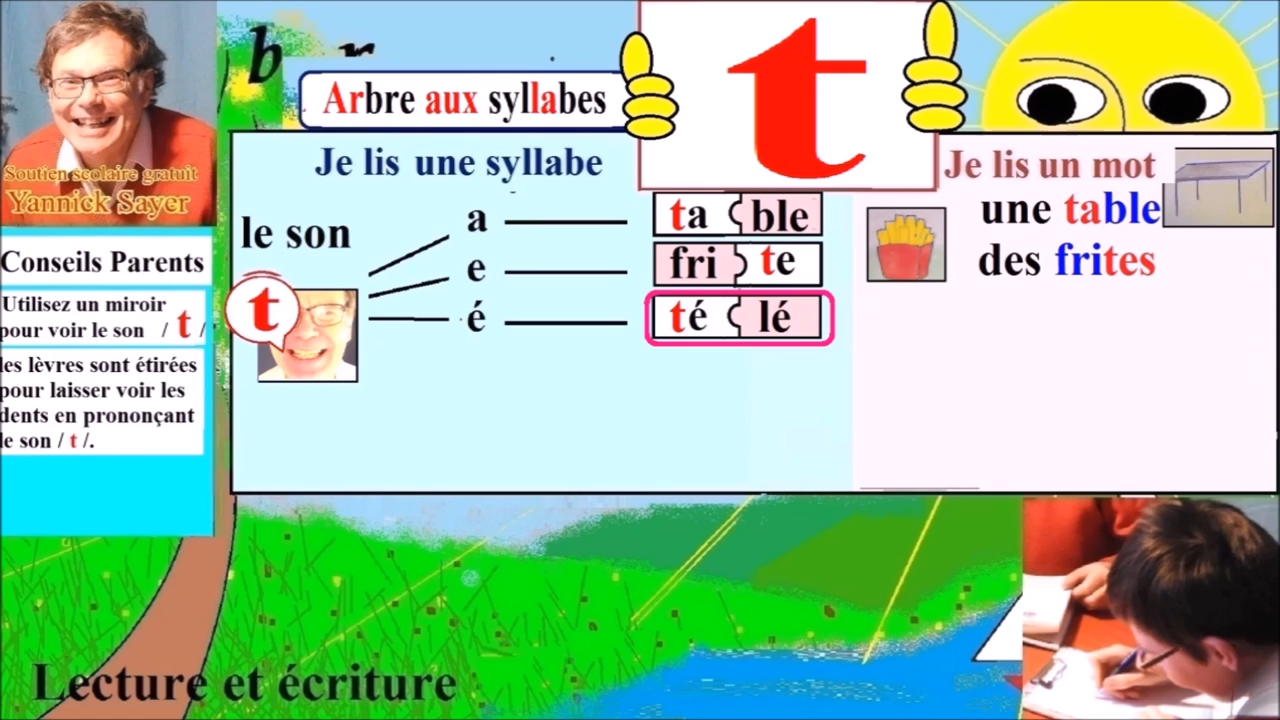 Soutien scolaire gratuit
Yannick Sayer
Conseils Parents
Utilisez un miroir
pour voir le son / t /
les lèvres sont étirées
pour laisser voir les
dents en prononçant
le son / t /.
b r
Arbre aux syllabes
t
Je lis une syllabe
le son
t
a
ta ble
e
fri te
é
té lé
Je lis un mot
une table
des frites
Lecture et écriture